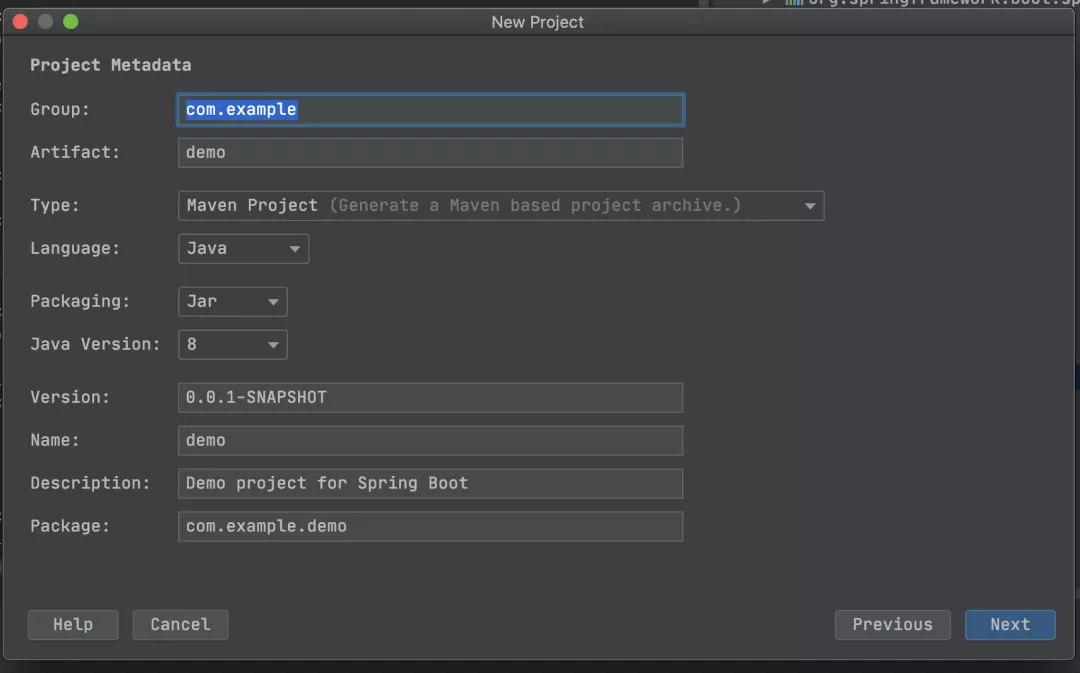 org.springframework.boot.sp
New Project
Project Metadata
Group: com.example
Artifact: demo
Type: Maven Project (Generate a Maven based project archive.)
Language: Java
Packaging: Jar
Java Version: 8
Version: 0.0.1-SNAPSHOT
Name: demo
Description: Demo project for Spring Boot
Package: com.example.demo
Help Cancel Previous Next